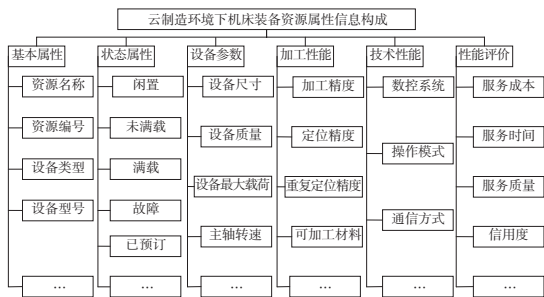 云制造环境下机床装备资源属性信息构成
基本属性
资源名称
资源编号
设备类型
设备型号
…
状态属性
闲置
未满载
满载
故障
已预订
…
设备参数
设备尺寸
设备质量
设备最大载荷
主轴转速
…
加工性能
加工精度
定位精度
重复定位精度
可加工材料
…
技术性能
数控系统
操作模式
通信方式
…
性能评价
服务成本
服务时间
服务质量
信用度
…